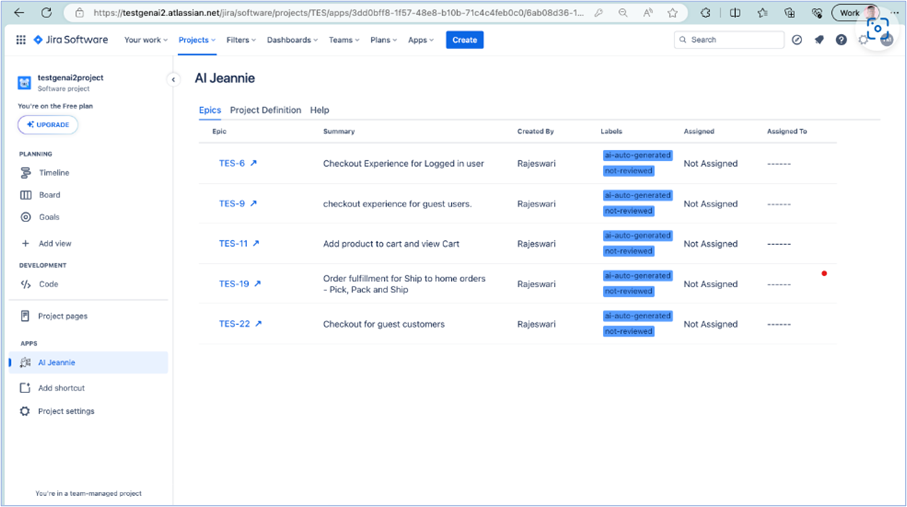 https://testgenai2.atlassian.net/jira/software/projects/TES/apps/3dd0bff8-1f57-48e8-b10b-71c4c4feb0c0/6ab08d36-1...
Work
Jira Software
Your work
Projects
Filters
Dashboards
Teams
Plans
Apps
Create
Search
testgenai2project
Software project
You're on the Free plan
UPGRADE
PLANNING
Timeline
Board
Goals
Add view
DEVELOPMENT
Code
Project pages
APPS
AI Jeannie
Add shortcut
Project settings
You're in a team-managed project
AI Jeannie
Epics Project Definition Help
Epic Summary Created By Labels Assigned Assigned To
TES-6 Checkout Experience for Logged in user Rajeswari ai-auto-generated Not Assigned ------
not-reviewed
TES-9 checkout experience for guest users. Rajeswari ai-auto-generated Not Assigned ------
not-reviewed
TES-11 Add product to cart and view Cart Rajeswari ai-auto-generated Not Assigned ------
not-reviewed
TES-19 Order fulfillment for Ship to home orders Rajeswari ai-auto-generated Not Assigned ------
- Pick, Pack and Ship not-reviewed
TES-22 Checkout for guest customers Rajeswari ai-auto-generated Not Assigned ------
not-reviewed